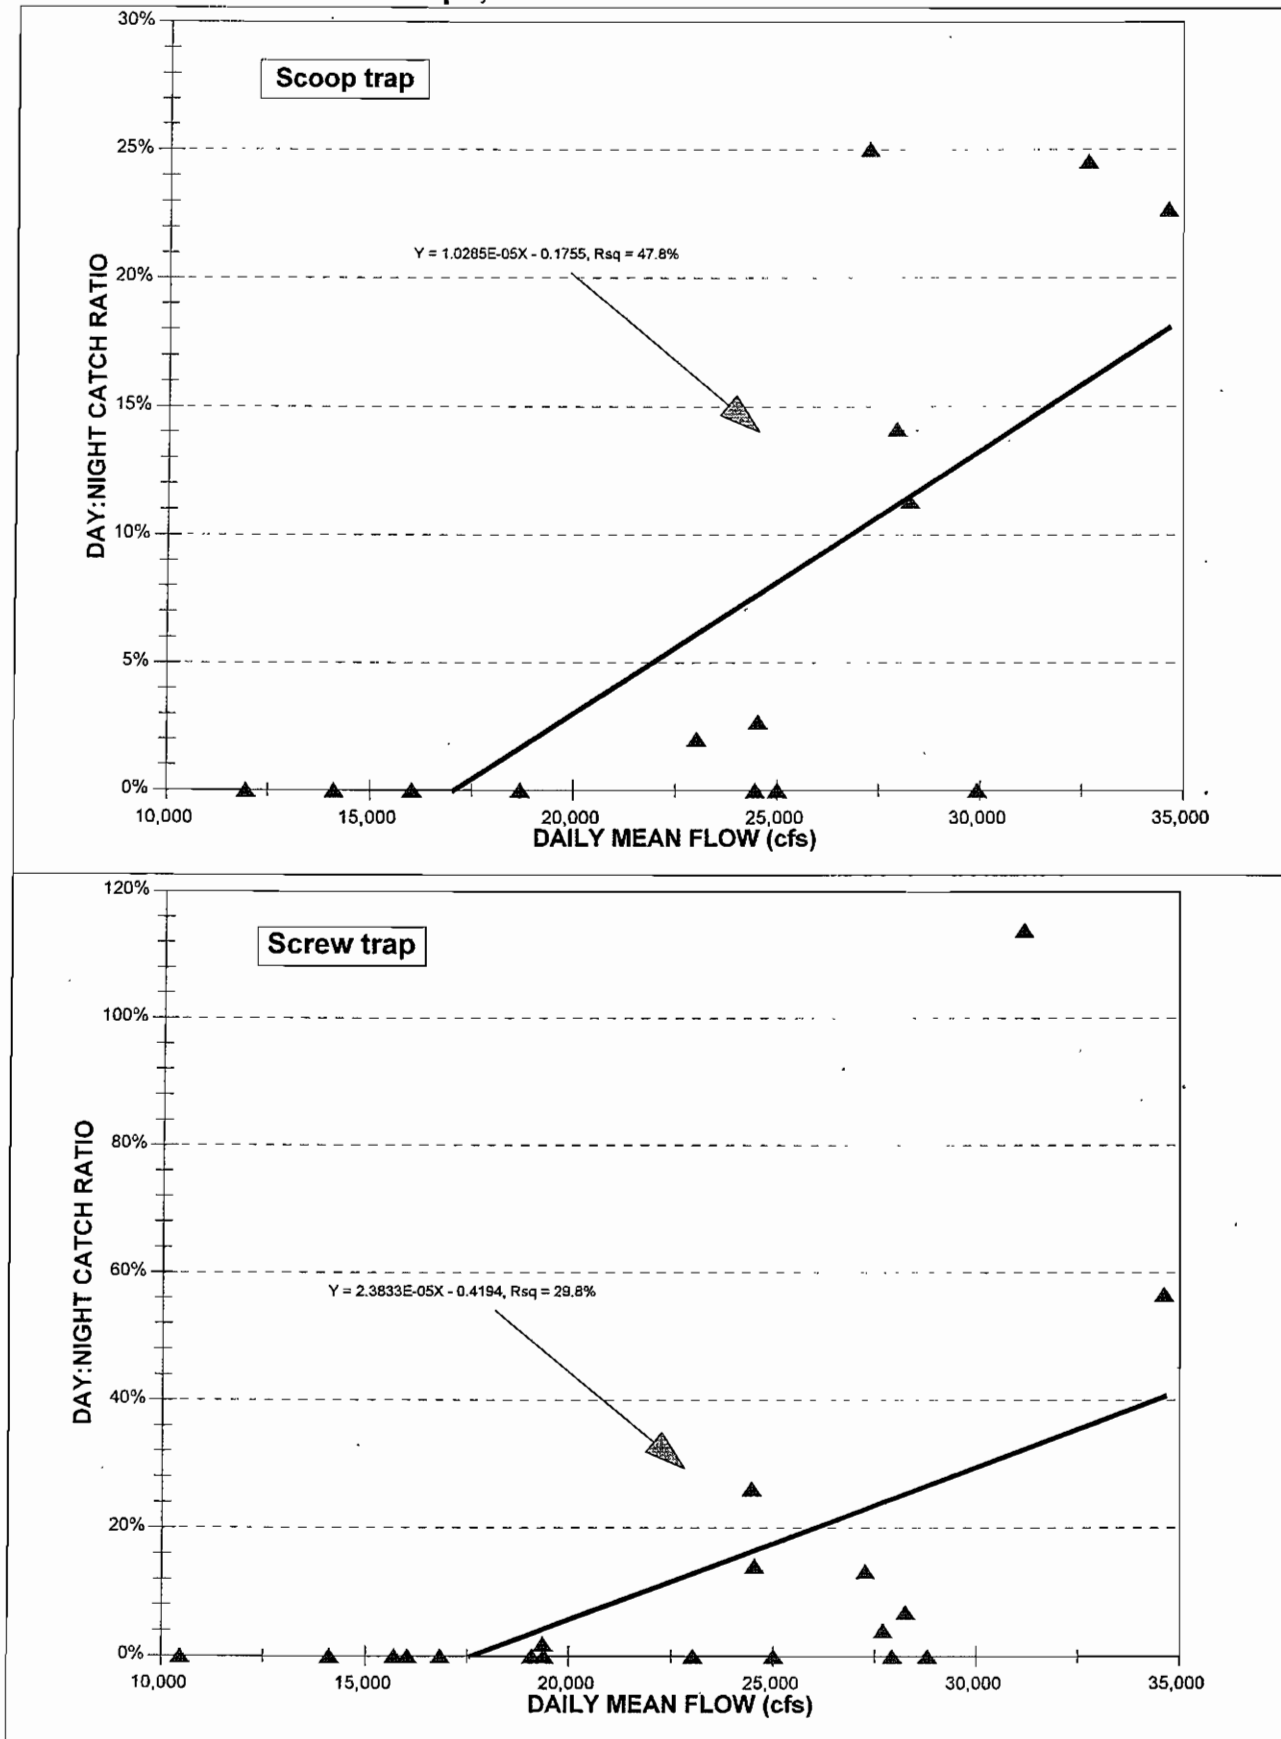 30%
Scoop trap
25%
Y = 1.0285E-05X - 0.1755, Rsq = 47.8%
20%
15%
10%
5%
0%
DAY:NIGHT CATCH RATIO
10,000 15,000 20,000 25,000 30,000 35,000
DAILY MEAN FLOW (cfs)
120%
Screw trap
100%
80%
60%
Y = 2.3833E-05X - 0.4194, Rsq = 29.8%
40%
20%
0%
DAY:NIGHT CATCH RATIO
10,000 15,000 20,000 25,000 30,000 35,000
DAILY MEAN FLOW (cfs)